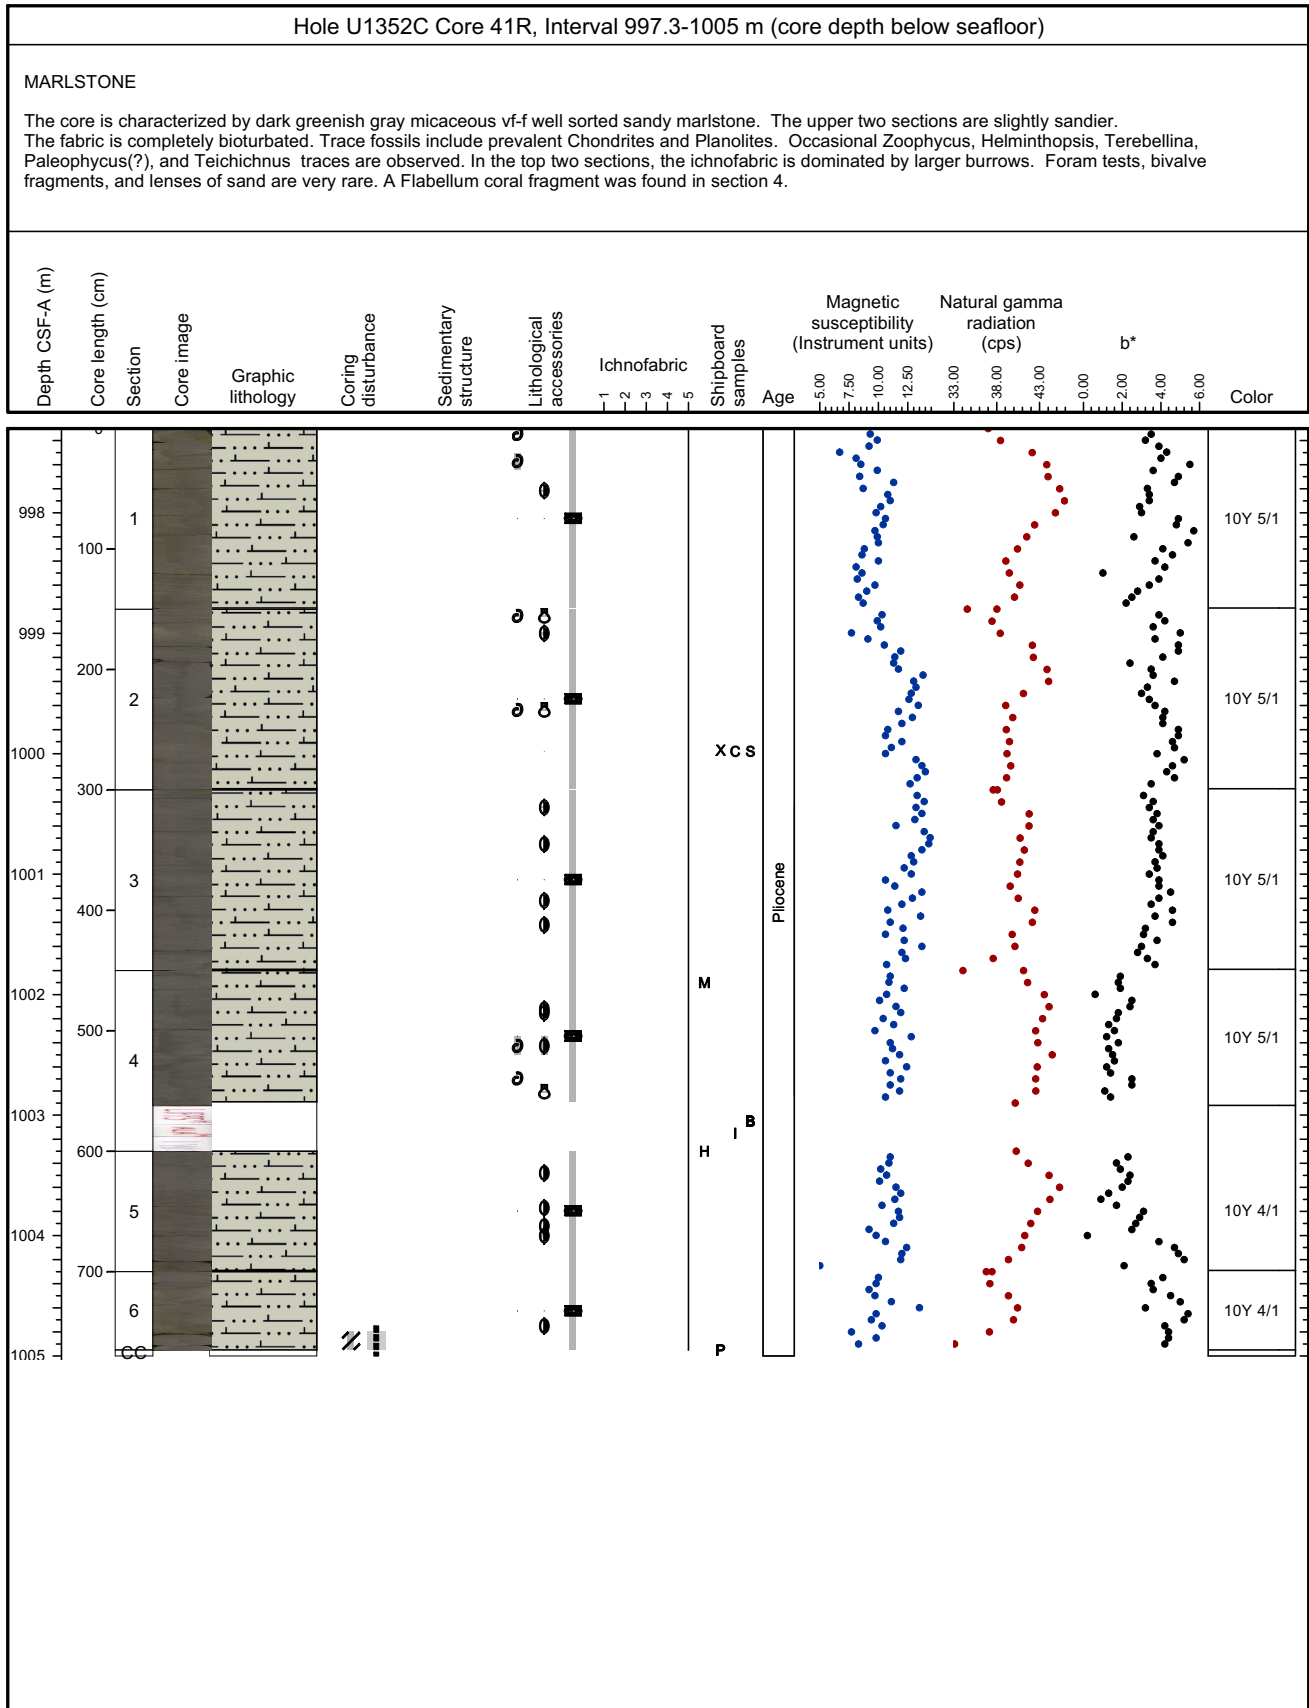 Hole U1352C Core 41R, Interval 997.3-1005 m (core depth below seafloor)
MARLSTONE
The core is characterized by dark greenish gray micaceous vf-f well sorted sandy marlstone. The upper two sections are slightly sandier.
The fabric is completely bioturbated. Trace fossils include prevalent Chondrites and Planolites. Occasional Zoophycus, Helminthopsis, Terebellina,
Paleophycus(?), and Teichichnus traces are observed. In the top two sections, the ichnofabric is dominated by larger burrows. Foram tests, bivalve
fragments, and lenses of sand are very rare. A Flabellum coral fragment was found in section 4.
Depth CSF-A (m)
Core length (cm)
Section
Core image
Graphic
lithology
Coring
disturbance
Sedimentary
structure
Lithological
accessories
Ichnofabric
1 2 3 4 5
Shipboard
samples
Age
Magnetic
susceptibility
(Instrument units)
5.00 7.50 10.00 12.50
Natural gamma
radiation
(cps)
33.00 38.00 43.00
b*
0.00 2.00 4.00 6.00
Color
0
998
1
10Y 5/1
100
999
200
2
10Y 5/1
1000
X C S
300
1001
3
Pliocene
10Y 5/1
400
1002
M
500
4
10Y 5/1
1003
B
I
600
H
5
10Y 4/1
1004
700
6
10Y 4/1
1005
CC
P